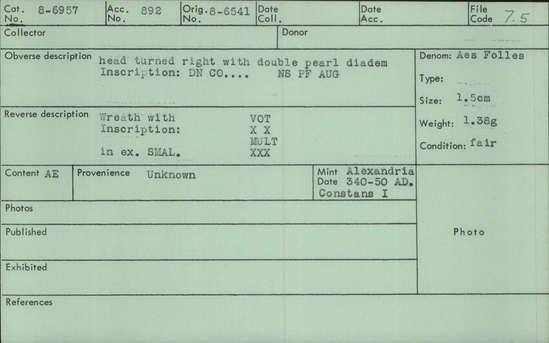 Cat. No. 8-6957 Acc. No. 892 Orig. No. 8-6541 Date Coll. Date Acc. File Code 7.5
Collector Donor
Obverse description head turned right with double pearl diadem
Inscription: DN CO.... NS PF AUG
Denom: Aes Folles
Type:
Size: 1.5cm
Weight: 1.38g
Condition: fair
Reverse description Wreath with VOT
Inscription: X X
MULT
in ex. SMAL. XXX
Content AE Provenience Unknown Mint Alexandria
Date 340-50 AD.
Constans I
Photos
Published
Photo
Exhibited
References